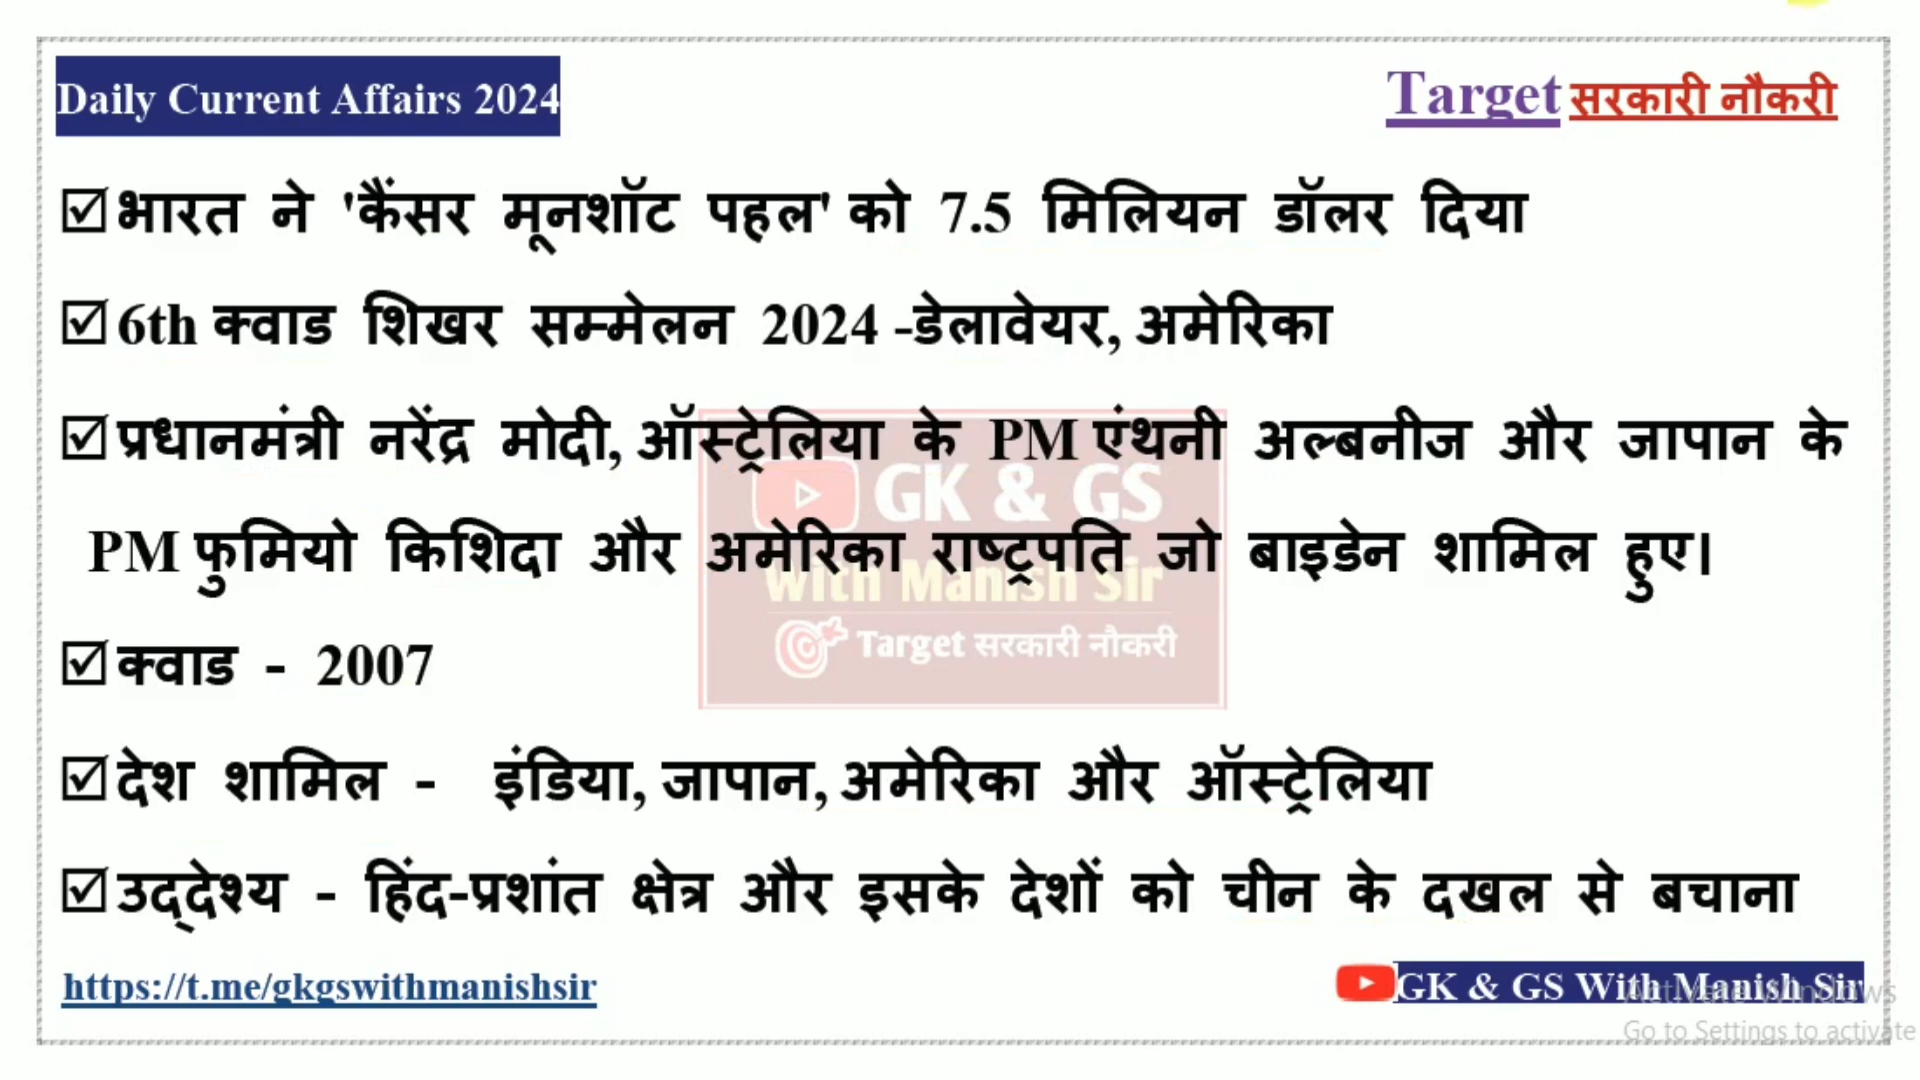 Daily Current Affairs 2024
Target सरकारी नौकरी
☑भारत ने 'कैंसर मूनशॉट पहल' को 7.5 मिलियन डॉलर दिया
☑6th क्वाड शिखर सम्मेलन 2024 -डेलावेयर, अमेरिका
☑प्रधानमंत्री नरेंद्र मोदी, ऑस्ट्रेलिया के PM एंथनी अल्बनीज और जापान के
PM फुमियो किशिदा और अमेरिका राष्ट्रपति जो बाइडेन शामिल हुए।
GK & GS
With Manish Sir
Target सरकारी नौकरी
☑क्वाड - 2007
☑देश शामिल - इंडिया, जापान, अमेरिका और ऑस्ट्रेलिया
☑उद्देश्य - हिंद-प्रशांत क्षेत्र और इसके देशों को चीन के दखल से बचाना
https://t.me/gkgswithmanishsir
GK & GS With Manish Sir
Activate Windows
Go to Settings to activate